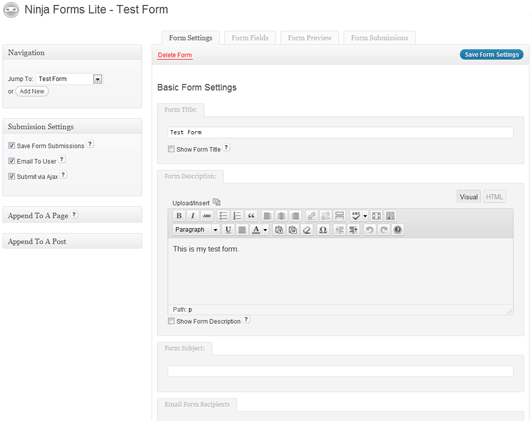 Ninja Forms Lite - Test Form
Form Settings Form Fields Form Preview Form Submissions
Navigation
Jump To: Test Form
or Add New
Submission Settings
Save Form Submissions ?
Email To User ?
Submit via Ajax ?
Append To A Page ?
Append To A Post
Delete Form Save Form Settings
Basic Form Settings
Form Title:
Test Form
Show Form Title ?
Form Description:
Visual HTML
Upload/Insert
B I ABC ABC
Paragraph U A Ω ?
This is my test form.
Path: p
Show Form Description ?
Form Subject:
Email Form Recipients